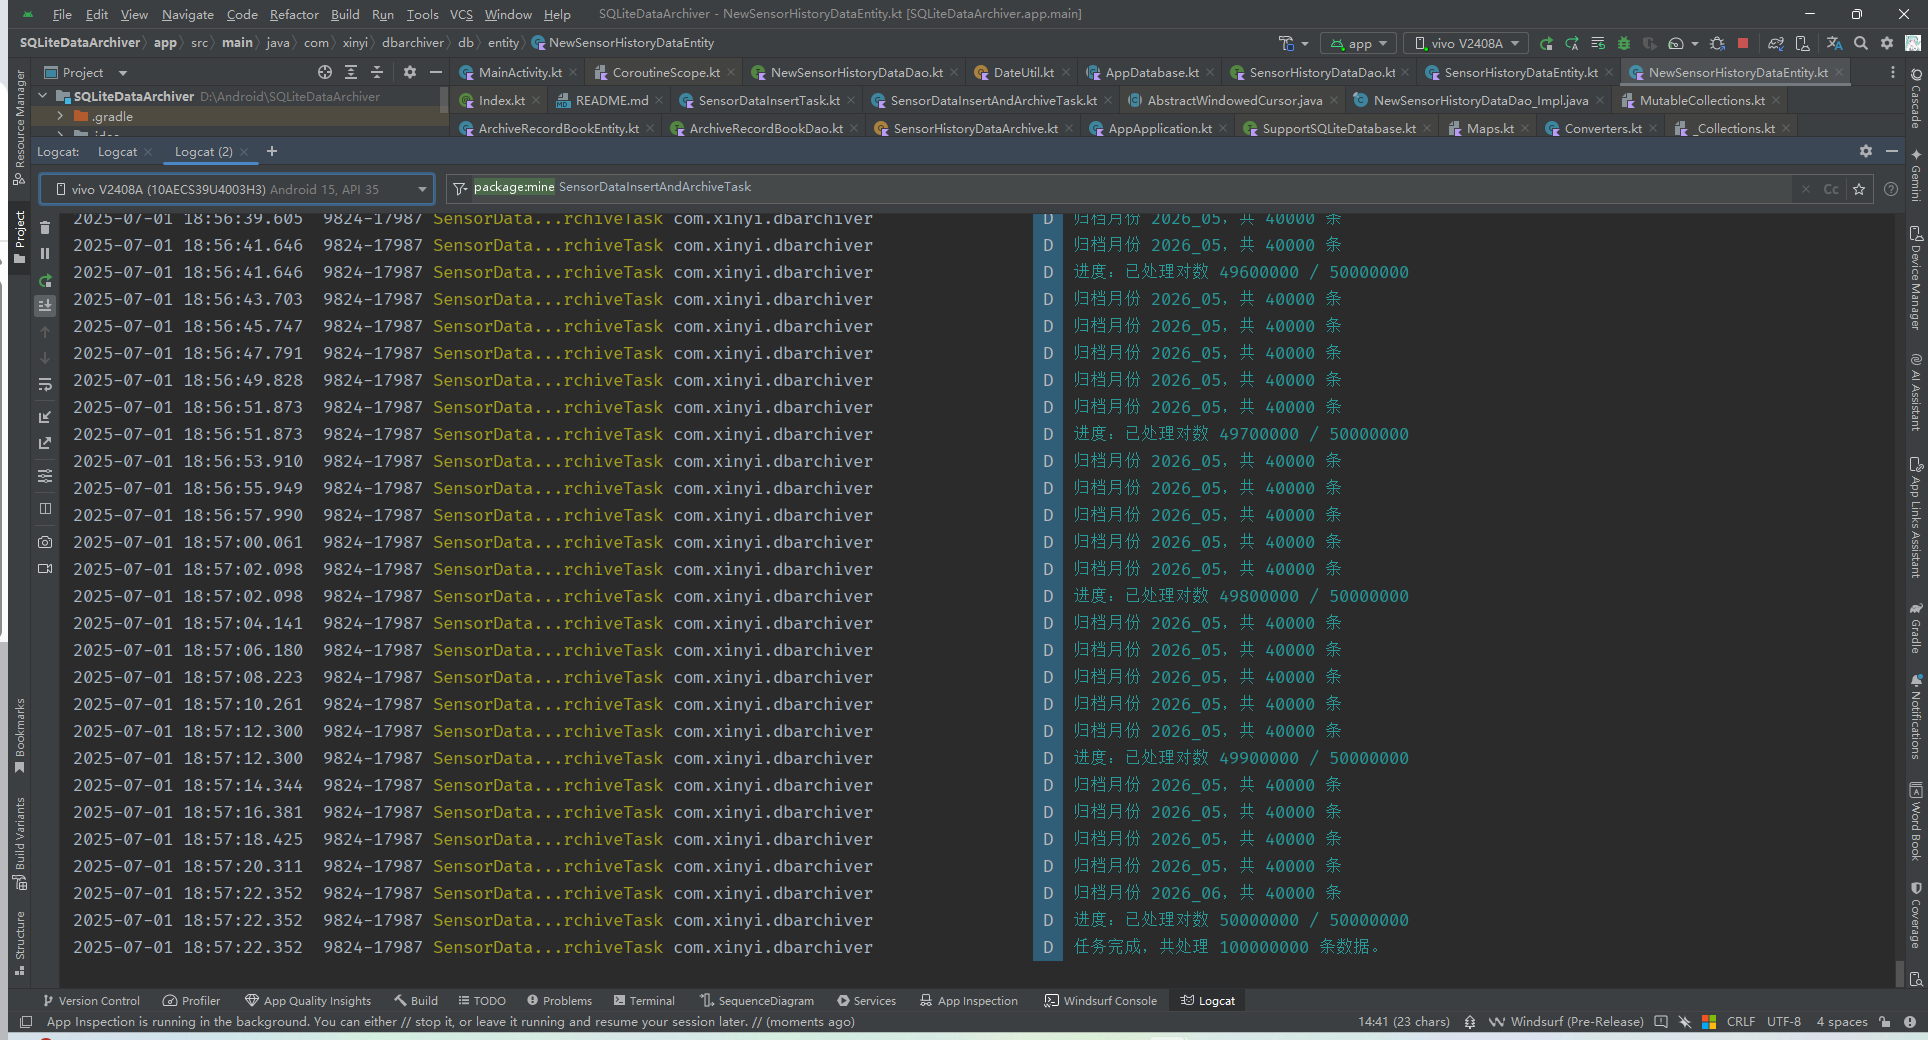 File Edit View Navigate Code Refactor Build Run Tools VCS Window Help SQLiteDataArchiver - NewSensorHistoryDataEntity.kt [SQLiteDataArchiver.app.main]
SQLiteDataArchiver app src main java com xinyi dbarchiver db entity NewSensorHistoryDataEntity app vivo V2408A
Project MainActivity.kt CoroutineScope.kt NewSensorHistoryDataDao.kt DateUtil.kt AppDatabase.kt SensorHistoryDataDao.kt SensorHistoryDataEntity.kt NewSensorHistoryDataEntity.kt
SQLiteDataArchiver D:\Android\SQLiteDataArchiver Index.kt README.md SensorDataInsertTask.kt SensorDataInsertAndArchiveTask.kt AbstractWindowedCursor.java NewSensorHistoryDataDao_Impl.java MutableCollections.kt
.gradle
ArchiveRecordBookEntity.kt ArchiveRecordBookDao.kt SensorHistoryDataArchive.kt AppApplication.kt SupportSQLiteDatabase.kt Maps.kt Converters.kt _Collections.kt
Logcat: Logcat Logcat (2)
vivo V2408A (10AECS39U4003H3) Android 15, API 35 package:mine SensorDataInsertAndArchiveTask Cc
2025-07-01 18:56:39.605 9824-17987 SensorData...rchiveTask com.xinyi.dbarchiver D 归档月份 2026_05，共 40000 条
2025-07-01 18:56:41.646 9824-17987 SensorData...rchiveTask com.xinyi.dbarchiver D 归档月份 2026_05，共 40000 条
2025-07-01 18:56:41.646 9824-17987 SensorData...rchiveTask com.xinyi.dbarchiver D 进度：已处理对数 49600000 / 50000000
2025-07-01 18:56:43.703 9824-17987 SensorData...rchiveTask com.xinyi.dbarchiver D 归档月份 2026_05，共 40000 条
2025-07-01 18:56:45.747 9824-17987 SensorData...rchiveTask com.xinyi.dbarchiver D 归档月份 2026_05，共 40000 条
2025-07-01 18:56:47.791 9824-17987 SensorData...rchiveTask com.xinyi.dbarchiver D 归档月份 2026_05，共 40000 条
2025-07-01 18:56:49.828 9824-17987 SensorData...rchiveTask com.xinyi.dbarchiver D 归档月份 2026_05，共 40000 条
2025-07-01 18:56:51.873 9824-17987 SensorData...rchiveTask com.xinyi.dbarchiver D 归档月份 2026_05，共 40000 条
2025-07-01 18:56:51.873 9824-17987 SensorData...rchiveTask com.xinyi.dbarchiver D 进度：已处理对数 49700000 / 50000000
2025-07-01 18:56:53.910 9824-17987 SensorData...rchiveTask com.xinyi.dbarchiver D 归档月份 2026_05，共 40000 条
2025-07-01 18:56:55.949 9824-17987 SensorData...rchiveTask com.xinyi.dbarchiver D 归档月份 2026_05，共 40000 条
2025-07-01 18:56:57.990 9824-17987 SensorData...rchiveTask com.xinyi.dbarchiver D 归档月份 2026_05，共 40000 条
2025-07-01 18:57:00.061 9824-17987 SensorData...rchiveTask com.xinyi.dbarchiver D 归档月份 2026_05，共 40000 条
2025-07-01 18:57:02.098 9824-17987 SensorData...rchiveTask com.xinyi.dbarchiver D 归档月份 2026_05，共 40000 条
2025-07-01 18:57:02.098 9824-17987 SensorData...rchiveTask com.xinyi.dbarchiver D 进度：已处理对数 49800000 / 50000000
2025-07-01 18:57:04.141 9824-17987 SensorData...rchiveTask com.xinyi.dbarchiver D 归档月份 2026_05，共 40000 条
2025-07-01 18:57:06.180 9824-17987 SensorData...rchiveTask com.xinyi.dbarchiver D 归档月份 2026_05，共 40000 条
2025-07-01 18:57:08.223 9824-17987 SensorData...rchiveTask com.xinyi.dbarchiver D 归档月份 2026_05，共 40000 条
2025-07-01 18:57:10.261 9824-17987 SensorData...rchiveTask com.xinyi.dbarchiver D 归档月份 2026_05，共 40000 条
2025-07-01 18:57:12.300 9824-17987 SensorData...rchiveTask com.xinyi.dbarchiver D 归档月份 2026_05，共 40000 条
2025-07-01 18:57:12.300 9824-17987 SensorData...rchiveTask com.xinyi.dbarchiver D 进度：已处理对数 49900000 / 50000000
2025-07-01 18:57:14.344 9824-17987 SensorData...rchiveTask com.xinyi.dbarchiver D 归档月份 2026_05，共 40000 条
2025-07-01 18:57:16.381 9824-17987 SensorData...rchiveTask com.xinyi.dbarchiver D 归档月份 2026_05，共 40000 条
2025-07-01 18:57:18.425 9824-17987 SensorData...rchiveTask com.xinyi.dbarchiver D 归档月份 2026_05，共 40000 条
2025-07-01 18:57:20.311 9824-17987 SensorData...rchiveTask com.xinyi.dbarchiver D 归档月份 2026_05，共 40000 条
2025-07-01 18:57:22.352 9824-17987 SensorData...rchiveTask com.xinyi.dbarchiver D 归档月份 2026_06，共 40000 条
2025-07-01 18:57:22.352 9824-17987 SensorData...rchiveTask com.xinyi.dbarchiver D 进度：已处理对数 50000000 / 50000000
2025-07-01 18:57:22.352 9824-17987 SensorData...rchiveTask com.xinyi.dbarchiver D 任务完成，共处理 100000000 条数据。
Resource Manager
Project
Bookmarks
Build Variants
Structure
Cascade
Gemini
Device Manager
AI Assistant
App Links Assistant
Gradle
Notifications
Word Book
Coverage
Version Control Profiler App Quality Insights Build TODO Problems Terminal SequenceDiagram Services App Inspection Windsurf Console Logcat
App Inspection is running in the background. You can either // stop it, or leave it running and resume your session later. // (moments ago) 14:41 (23 chars) Windsurf (Pre-Release) CRLF UTF-8 4 spaces